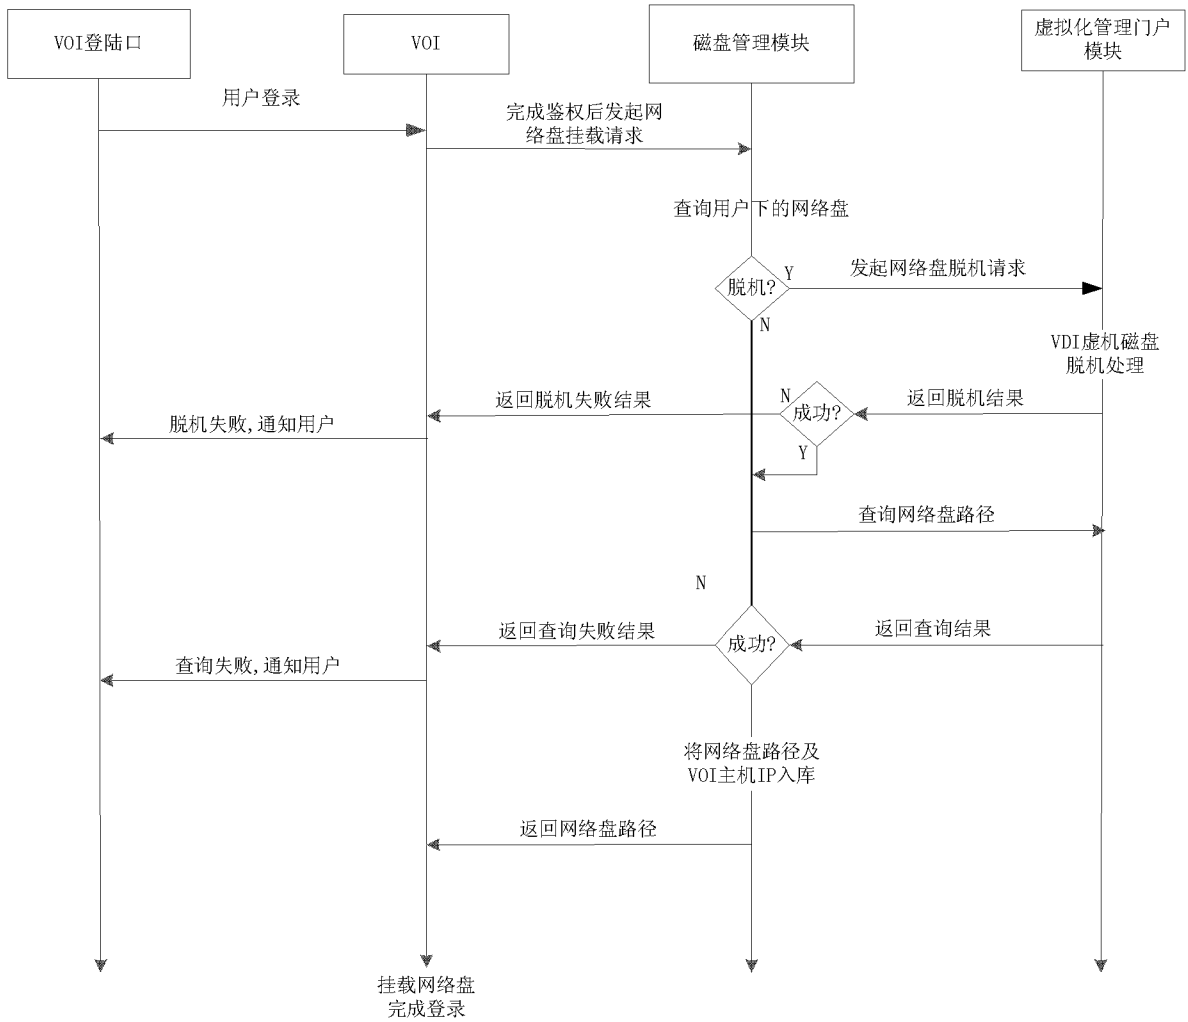 VOI登陆口
VOI
磁盘管理模块
虚拟化管理门户
模块
用户登录
完成鉴权后发起网
络盘挂载请求
查询用户下的网络盘
脱机?
Y
发起网络盘脱机请求
N
VDI虚机磁盘
脱机处理
返回脱机失败结果
N
成功?
返回脱机结果
脱机失败,通知用户
Y
查询网络盘路径
N
返回查询失败结果
成功?
返回查询结果
查询失败,通知用户
将网络盘路径及
VOI主机IP入库
返回网络盘路径
挂载网络盘
完成登录